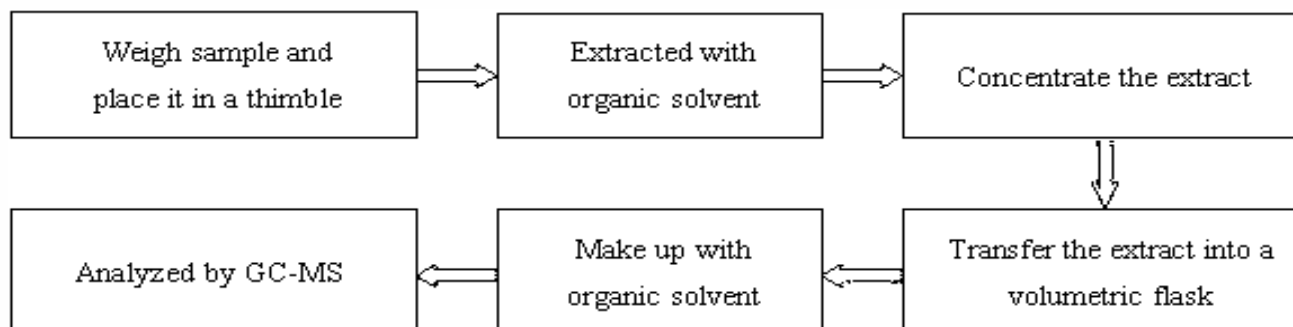 Weigh sample and
place it in a thimble
Extracted with
organic solvent
Concentrate the extract
Transfer the extract into a
volumetric flask
Make up with
organic solvent
Analyzed by GC-MS